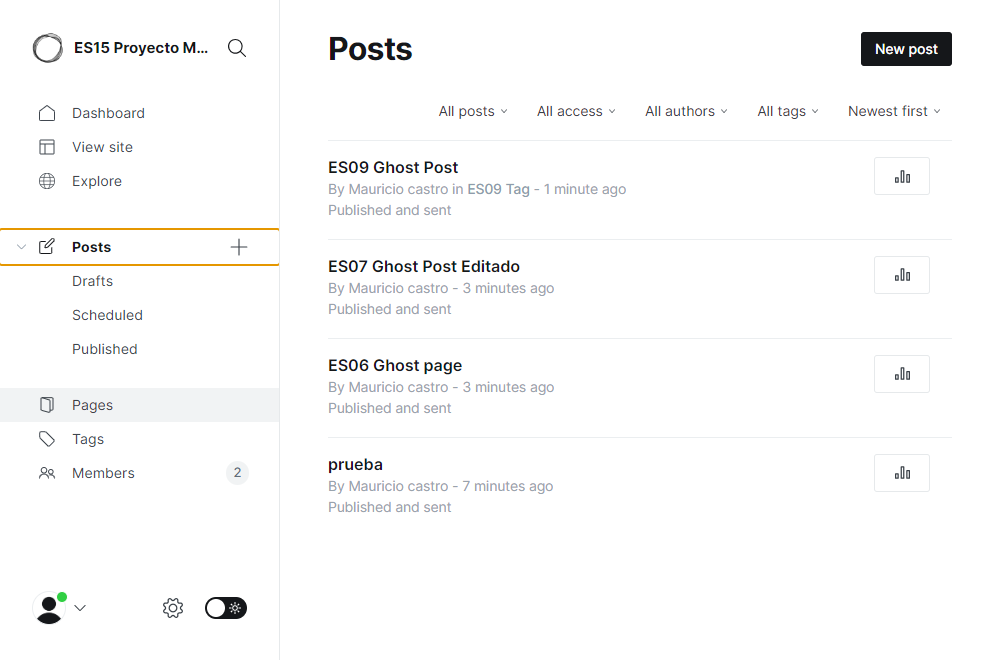 ES15 Proyecto M...
Dashboard
View site
Explore
Posts
Drafts
Scheduled
Published
Pages
Tags
Members 2
Posts
New post
All posts All access All authors All tags Newest first
ES09 Ghost Post
By Mauricio castro in ES09 Tag - 1 minute ago
Published and sent
ES07 Ghost Post Editado
By Mauricio castro - 3 minutes ago
Published and sent
ES06 Ghost page
By Mauricio castro - 3 minutes ago
Published and sent
prueba
By Mauricio castro - 7 minutes ago
Published and sent